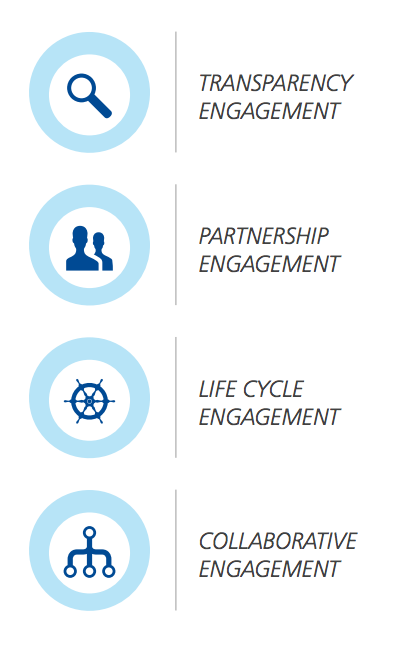 TRANSPARENCY
ENGAGEMENT
PARTNERSHIP
ENGAGEMENT
LIFE CYCLE
ENGAGEMENT
COLLABORATIVE
ENGAGEMENT